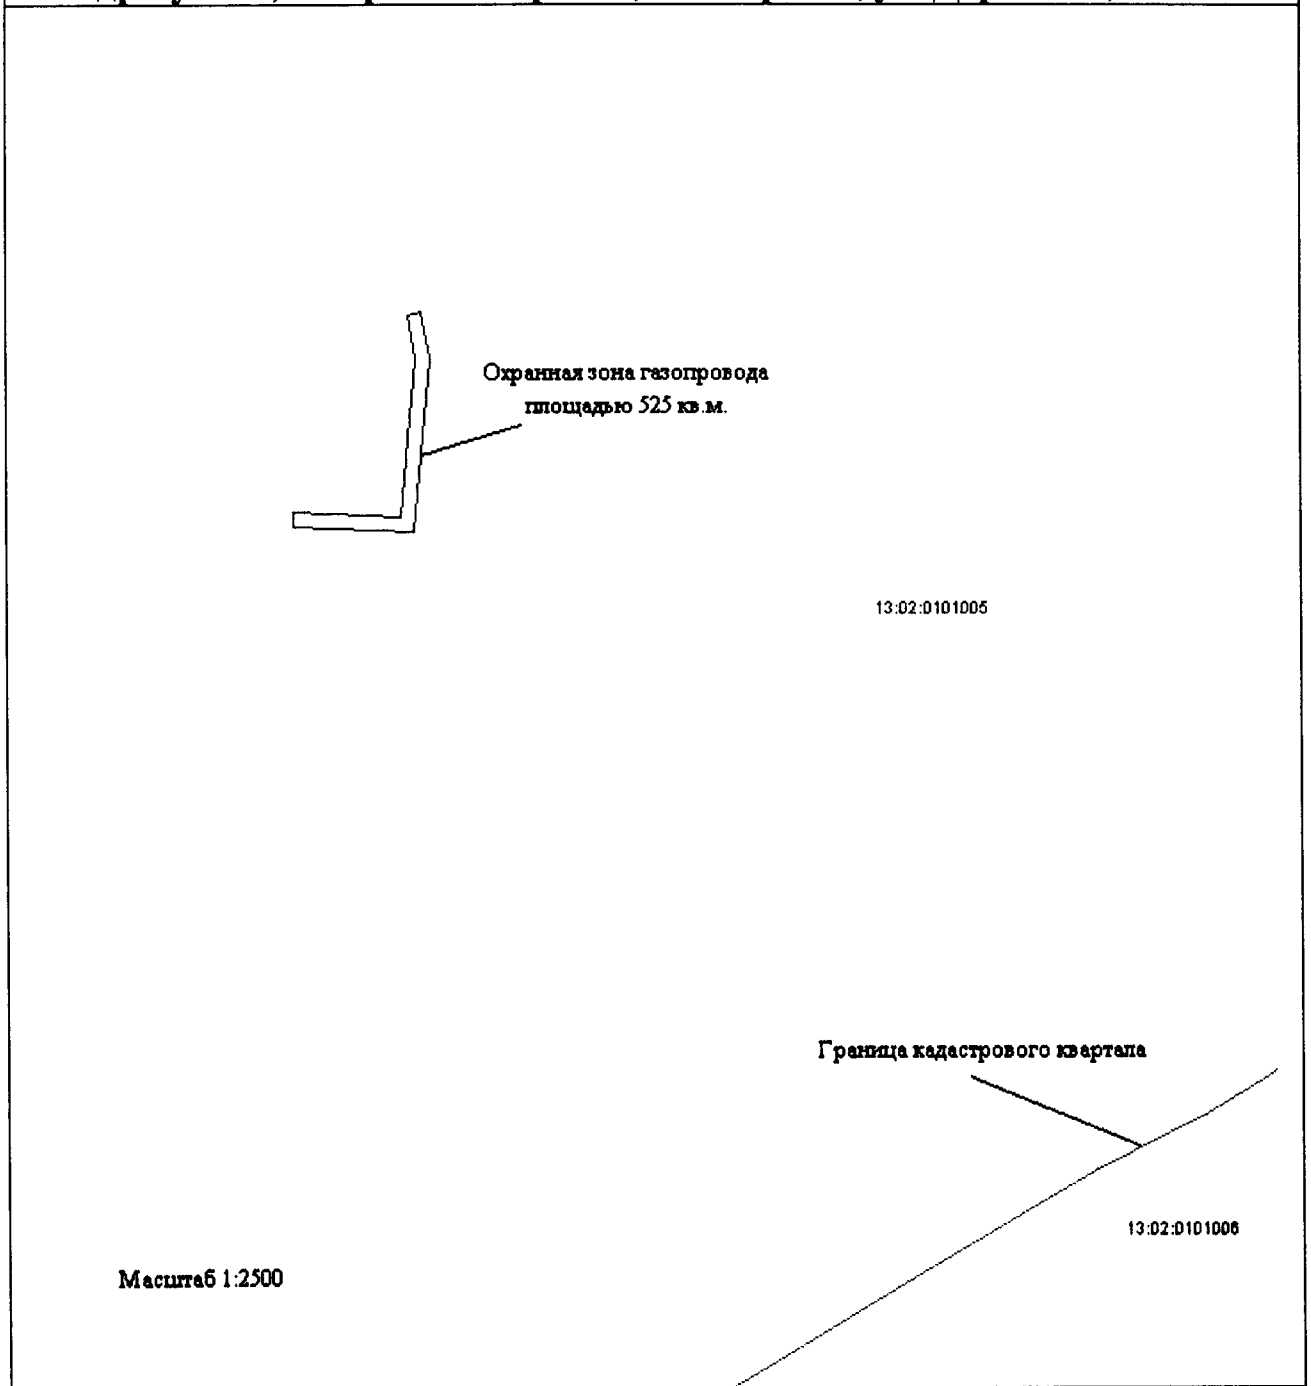 Охранная зона газопровода
площадью 525 кв.м.
13:02:0101005
Граница кадастрового квартала
13:02:0101006
Масштаб 1:2500